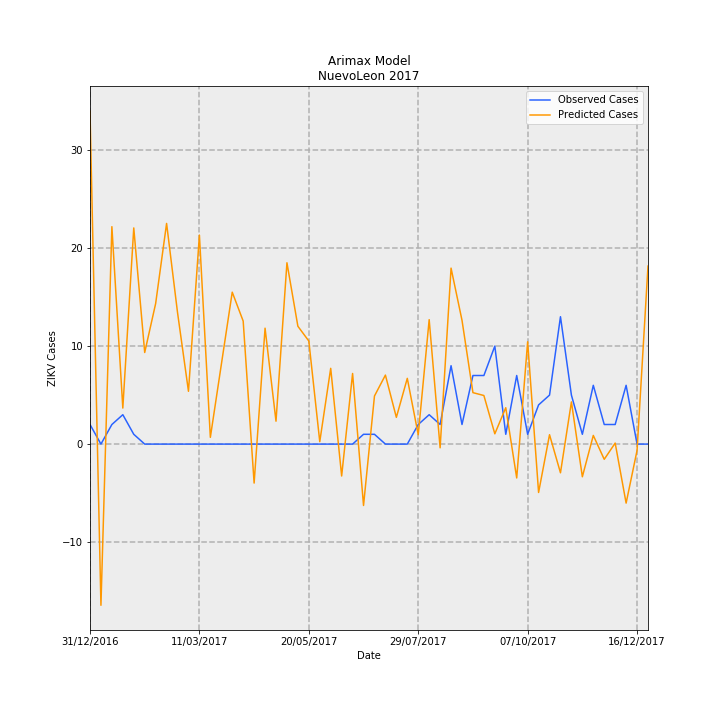 Arimax Model
NuevoLeon 2017
Observed Cases
Predicted Cases
ZIKV Cases
30
20
10
0
−10
31/12/2016
11/03/2017
20/05/2017
29/07/2017
07/10/2017
16/12/2017
Date